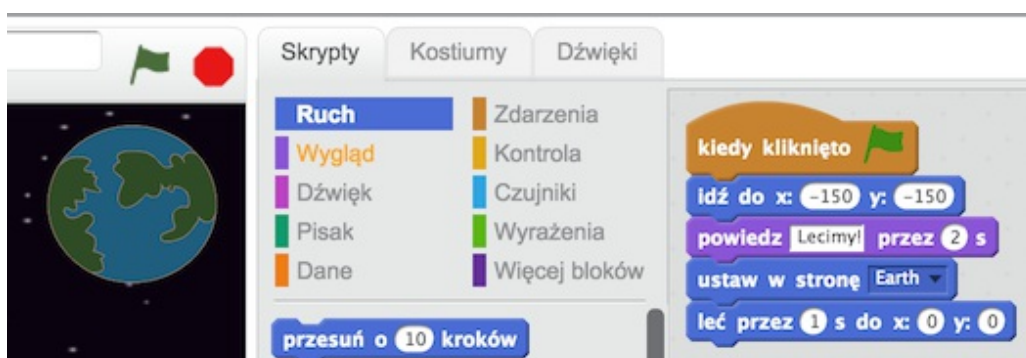 Skrypty Kostiumy Dźwięki
Ruch Zdarzenia
Wygląd Kontrola
Dźwięk Czujniki
Pisak Wyrażenia
Dane Więcej bloków
przesuń o 10 kroków
kiedy kliknięto
idź do x: -150 y: -150
powiedz Lecimy! przez 2 s
ustaw w stronę Earth
leć przez 1 s do x: 0 y: 0